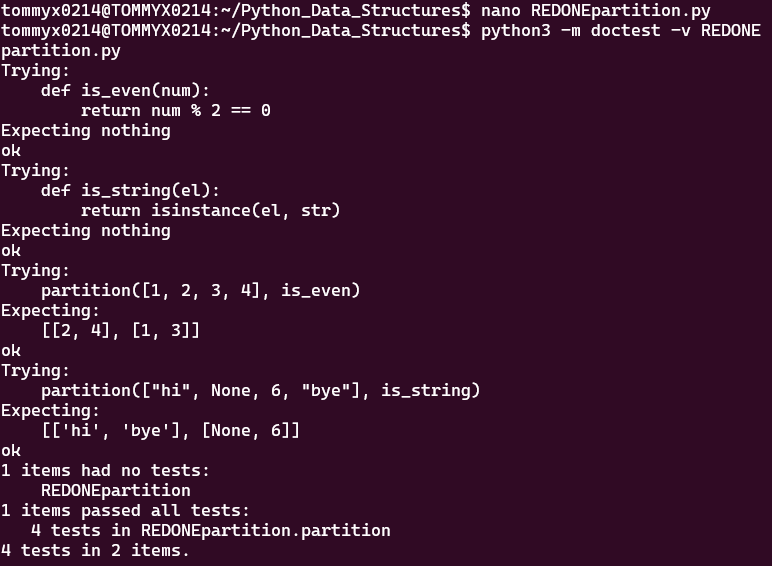 tommyx0214@TOMMYX0214:~/Python_Data_Structures$ nano REDONEpartition.py
tommyx0214@TOMMYX0214:~/Python_Data_Structures$ python3 -m doctest -v REDONE
partition.py
Trying:
    def is_even(num):
        return num % 2 == 0
Expecting nothing
ok
Trying:
    def is_string(el):
        return isinstance(el, str)
Expecting nothing
ok
Trying:
    partition([1, 2, 3, 4], is_even)
Expecting:
    [[2, 4], [1, 3]]
ok
Trying:
    partition(["hi", None, 6, "bye"], is_string)
Expecting:
    [['hi', 'bye'], [None, 6]]
ok
1 items had no tests:
    REDONEpartition
1 items passed all tests:
   4 tests in REDONEpartition.partition
4 tests in 2 items.